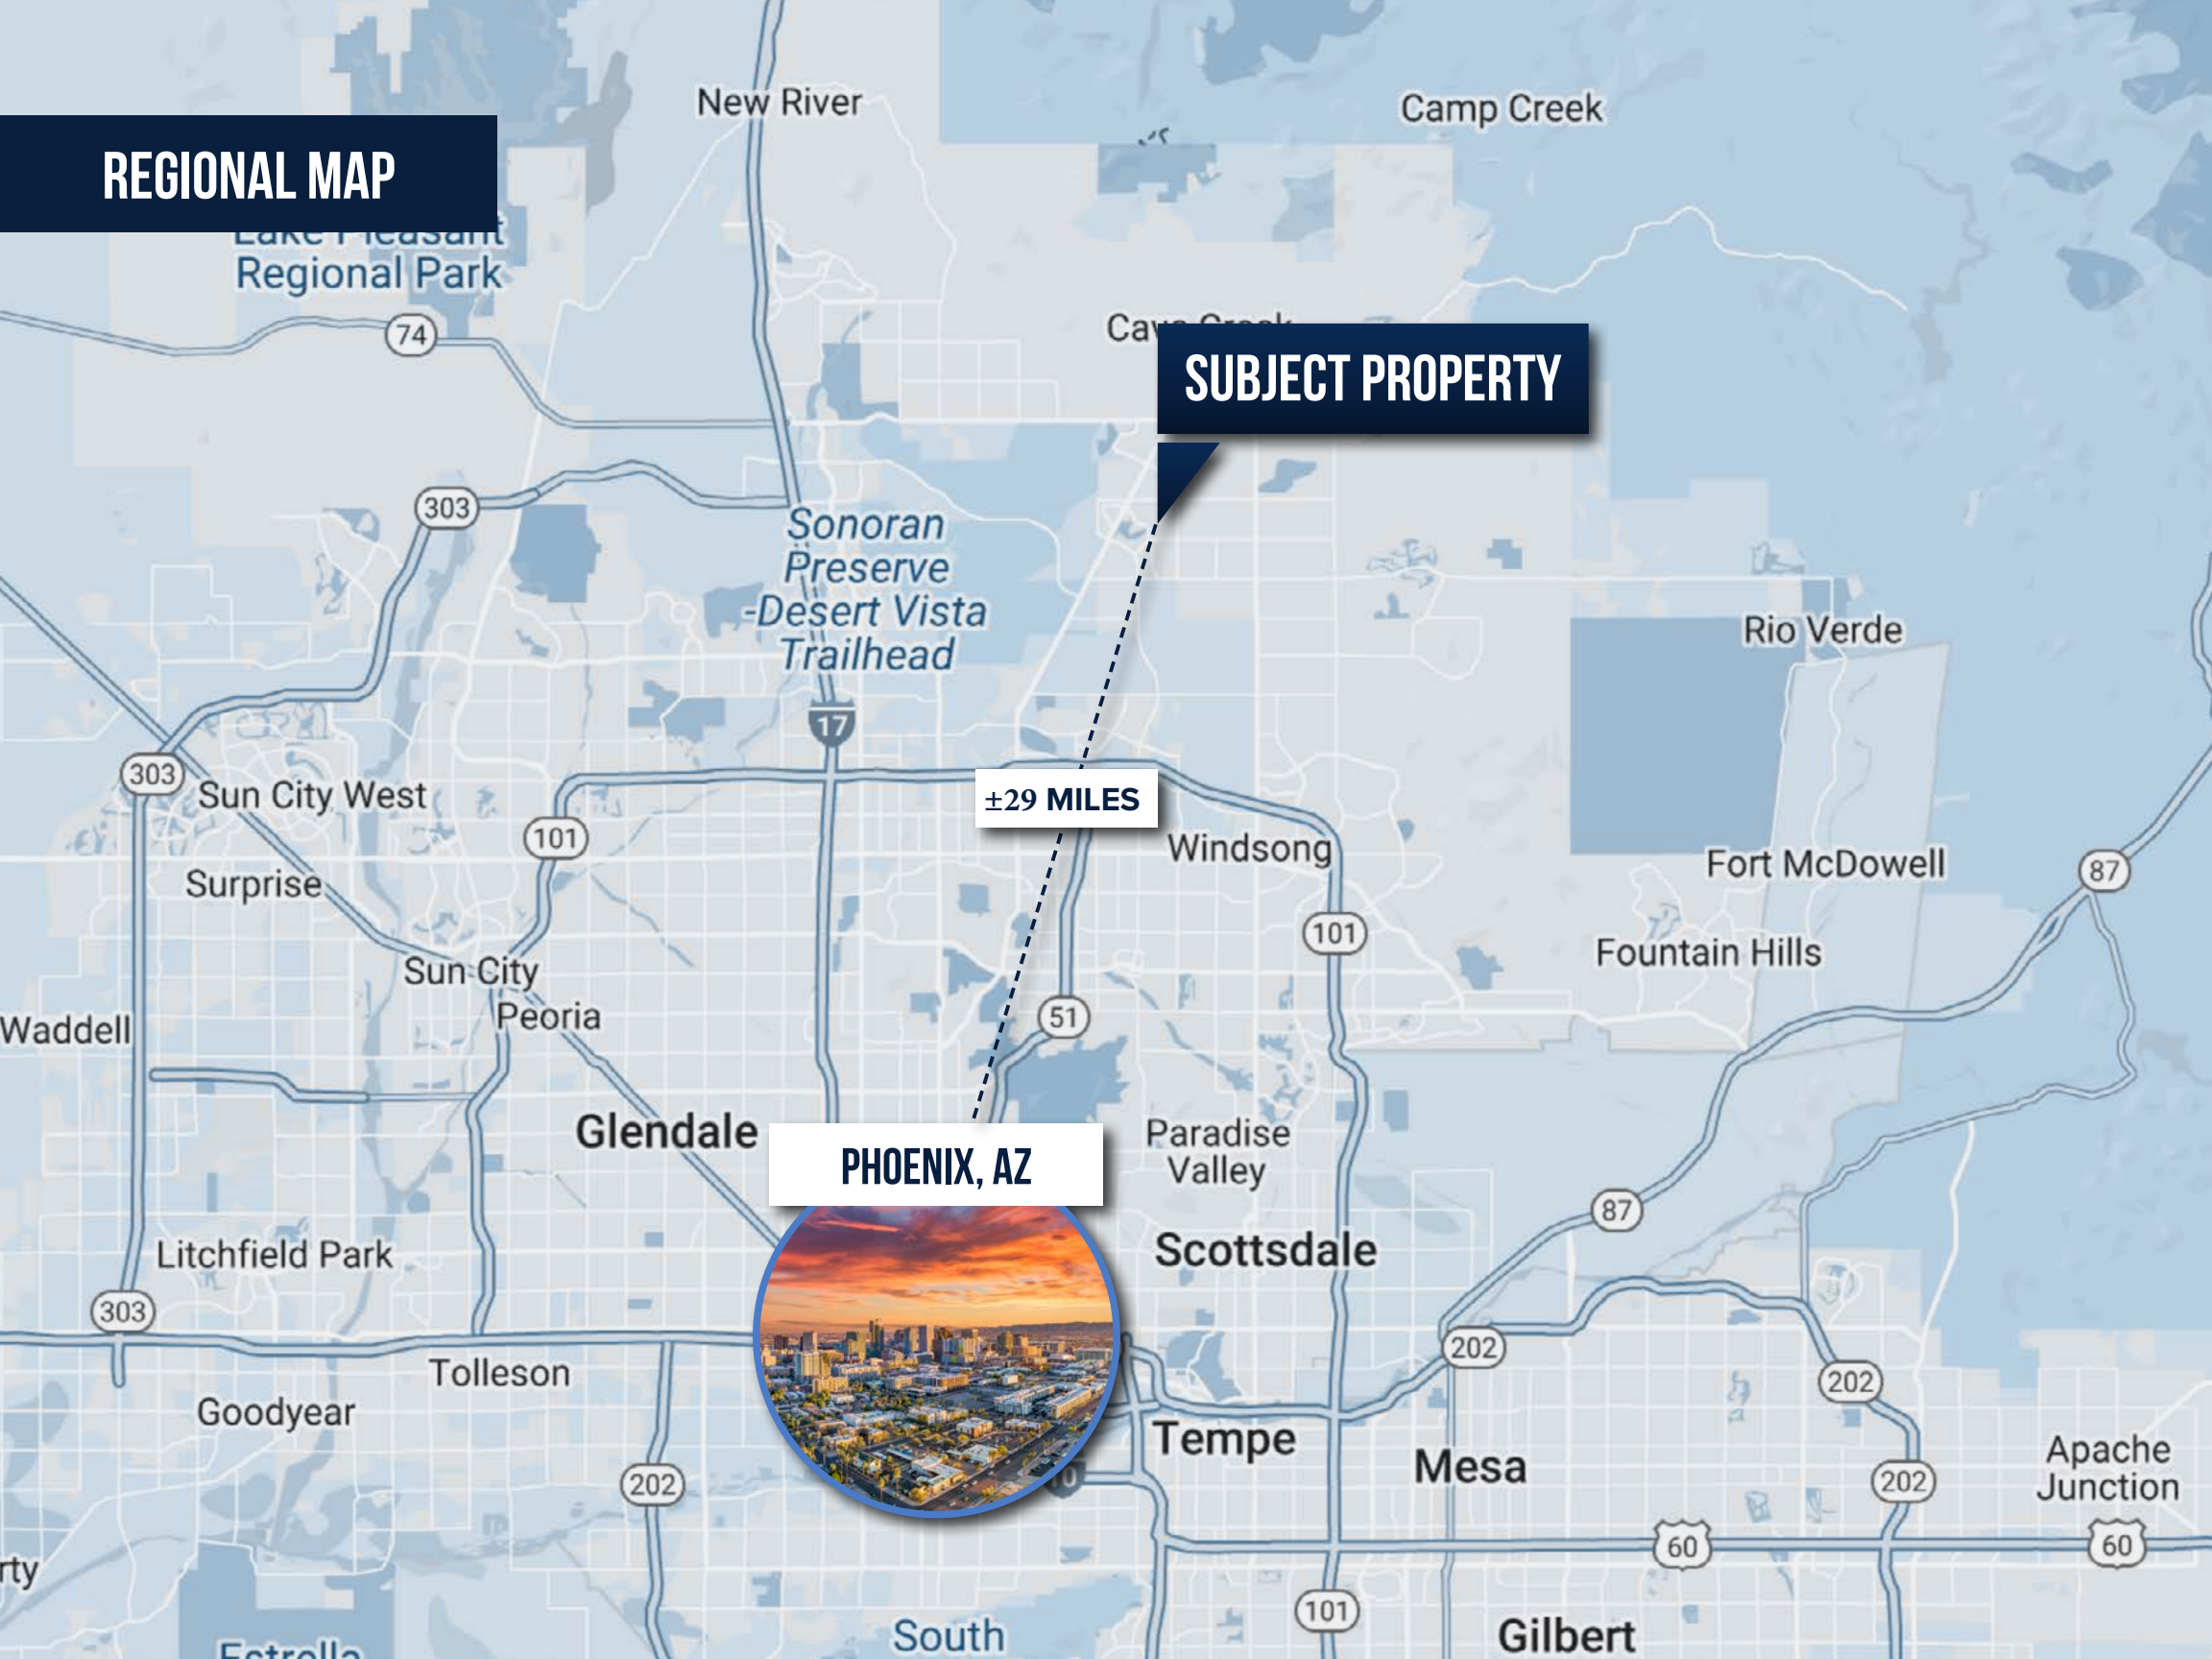 New River
Camp Creek
REGIONAL MAP
Lake Pleasant
Regional Park
74
SUBJECT PROPERTY
303
Sonoran
Preserve
-Desert Vista
Trailhead
Rio Verde
17
303
Sun City West
±29 MILES
101
Windsong
Surprise
Fort McDowell
87
101
Fountain Hills
Sun City
Peoria
51
Waddell
Glendale
Paradise
Valley
PHOENIX, AZ
87
Scottsdale
Litchfield Park
303
202
Tolleson
202
Goodyear
Tempe
Mesa
Apache
Junction
202
202
60
60
rty
101
South
Gilbert